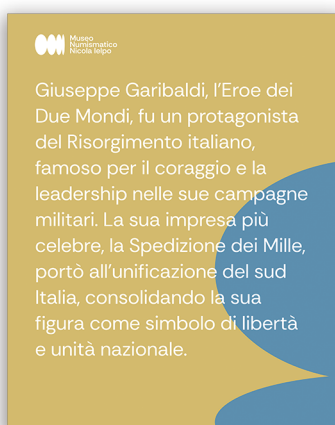 Museo
Numismatico
Nicola Ielpo
Giuseppe Garibaldi, l'Eroe dei
Due Mondi, fu un protagonista
del Risorgimento italiano,
famoso per il coraggio e la
leadership nelle sue campagne
militari. La sua impresa più
celebre, la Spedizione dei Mille,
portò all'unificazione del sud
Italia, consolidando la sua
figura come simbolo di libertà
e unità nazionale.